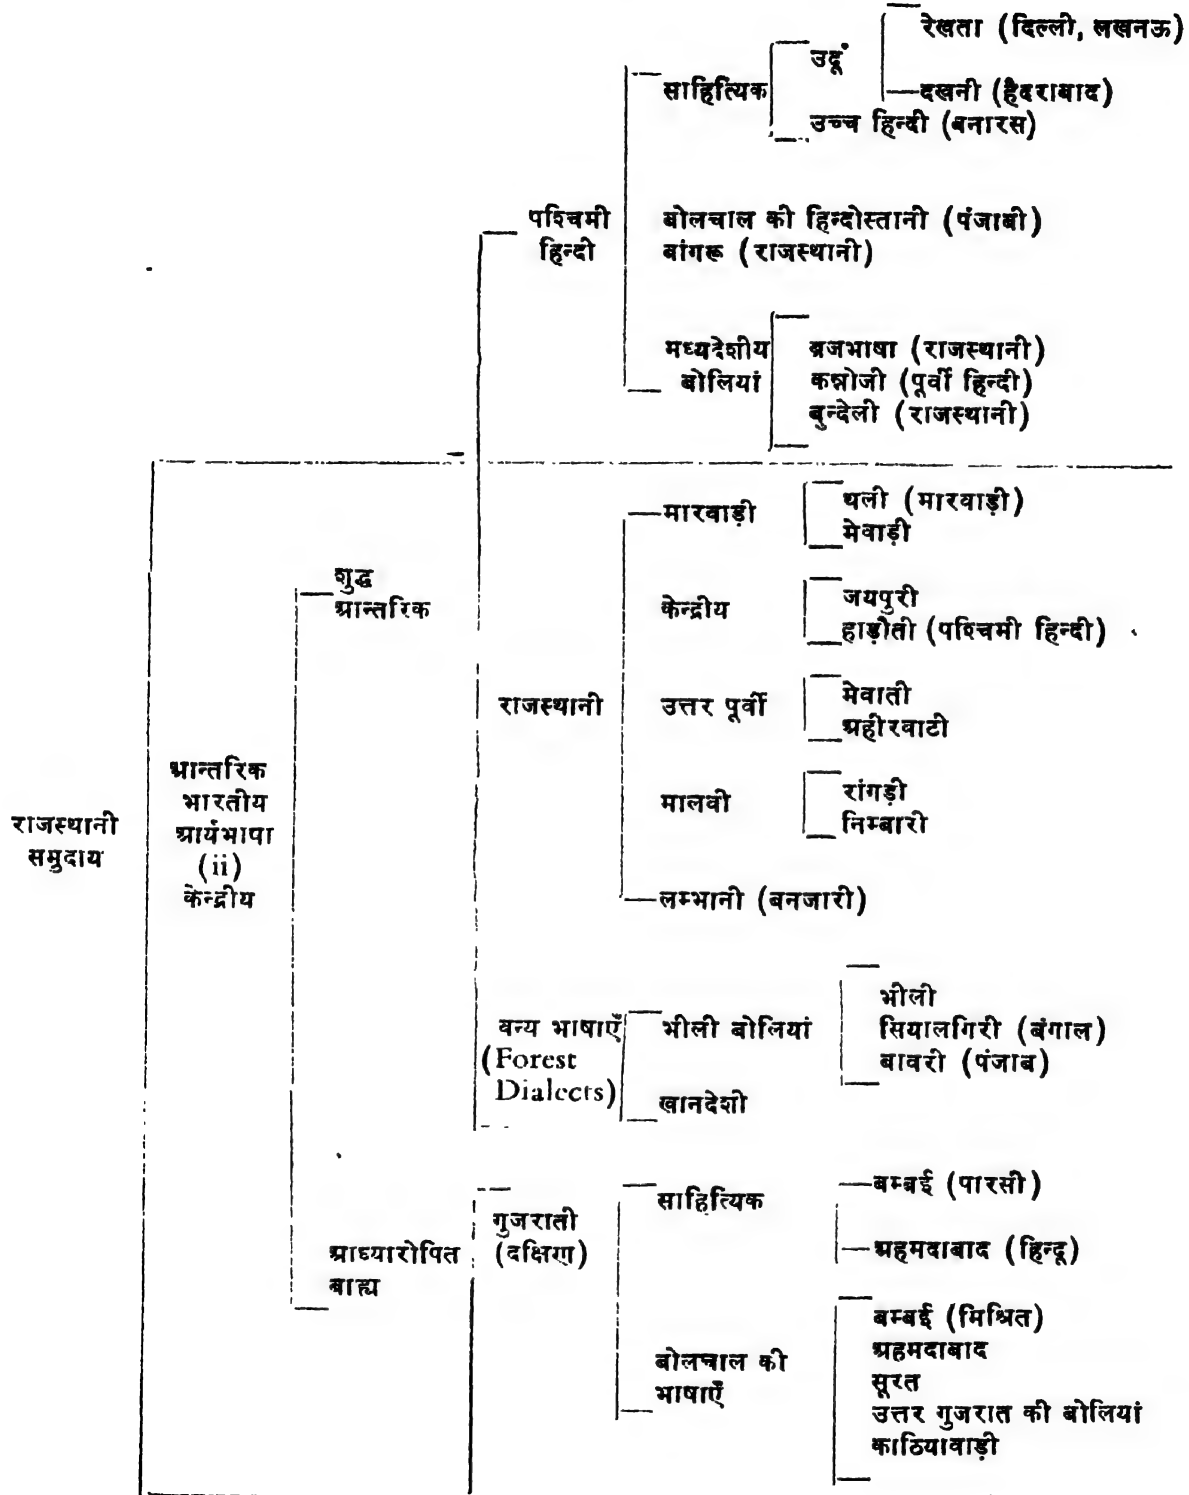 रेखता (दिल्ली, लखनऊ)
उर्दू
साहित्यिक
दखनी (हैदराबाद)
उच्च हिन्दी (बनारस)
पश्चिमी
हिन्दी
बोलचाल की हिन्दोस्तानी (पंजाबी)
बांगरू (राजस्थानी)
मध्यदेशीय
बोलियां
ब्रजभाषा (राजस्थानी)
कन्नोजी (पूर्वी हिन्दी)
बुन्देली (राजस्थानी)
मारवाड़ी
थली (मारवाड़ी)
मेवाड़ी
शुद्ध
आन्तरिक
केन्द्रीय
जयपुरी
हाड़ौती (पश्चिमी हिन्दी)
राजस्थानी
उत्तर पूर्वी
मेवाती
अहीरवाटी
आन्तरिक
भारतीय
आर्यभाषा
(ii)
केन्द्रीय
राजस्थानी
समुदाय
मालवी
रांगड़ी
निम्बारी
लम्भानी (बनजारी)
वन्य भाषाएँ
(Forest
Dialects)
भीली बोलियां
भीली
सियालगिरी (बंगाल)
बावरी (पंजाब)
खानदेशी
आध्यारोपित
बाह्य
गुजराती
(दक्षिण)
साहित्यिक
बम्बई (पारसी)
अहमदाबाद (हिन्दू)
बोलचाल की
भाषाएँ
बम्बई (मिश्रित)
अहमदाबाद
सूरत
उत्तर गुजरात की बोलियां
काठियावाड़ी